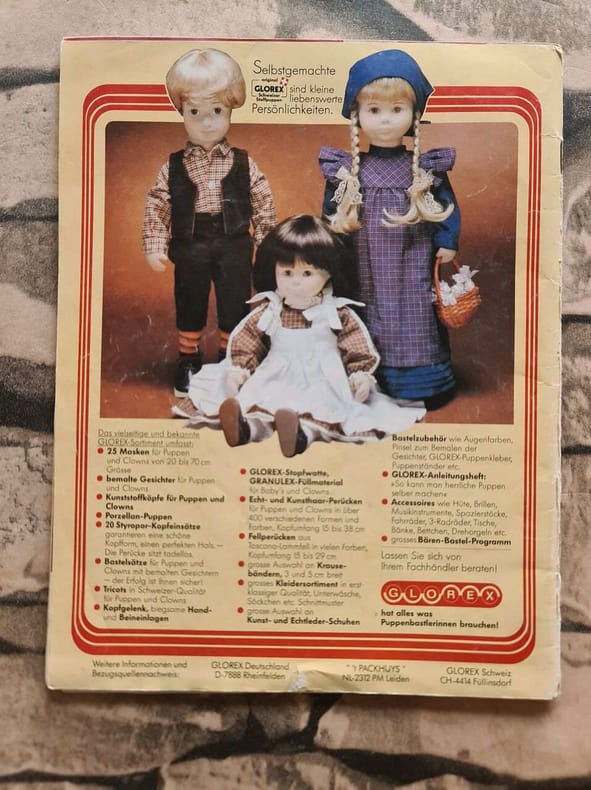 Selbstgemachte
original
GLOREX
Schweizer
Stoffpuppen
sind kleine
liebenswerte
Persönlichkeiten.
Das vielseitige und bekannte
GLOREX-Sortiment umfasst:
• 25 Masken für Puppen
und Clowns von 20 bis 70 cm
Grösse
• bemalte Gesichter für Puppen
und Clowns
• Kunststoffköpfe für Puppen und
Clowns
• Porzellan-Puppen
• 20 Styropor-Kopfeinsätze
garantieren eine schöne
Kopfform, einen perfekten Hals –
Die Perücke sitzt tadellos.
• Bastelsätze für Puppen und
Clowns mit bemalten Gesichtern
– der Erfolg ist Ihnen sicher!
• Tricots in Schweizer-Qualität
für Puppen und Clowns
• Kopfgelenk, biegsame Hand-
und Beineinlagen
• GLOREX-Stopfwatte,
GRANULEX-Füllmaterial
für Baby's und Clowns
• Echt- und Kunsthaar-Perücken
für Puppen und Clowns in über
400 verschiedenen Formen und
Farben, Kopfumfang 15 bis 38 cm
• Fellperücken aus
Toscana-Lammfell in vielen Farben,
Kopfumfang 15 bis 29 cm
• grosse Auswahl an Krause-
bändern, 3 und 5 cm breit
• grosses Kleidersortiment in erst-
klassiger Qualität, Unterwäsche,
Söckchen etc. Schnittmuster
• grosse Auswahl an
Kunst- und Echtleder-Schuhen
Bastelzubehör wie Augenfarben,
Pinsel zum Bemalen der
Gesichter, GLOREX-Puppenkleber,
Puppenständer etc.
• GLOREX-Anleitungsheft:
»So kann man herrliche Puppen
selber machen«
• Accessoires wie Hüte, Brillen,
Musikinstrumente, Spazierstöcke,
Fahrräder, 3-Radräder, Tische,
Bänke, Bettchen, Drehorgeln etc.
• grosses Bären-Bastel-Programm
Lassen Sie sich von
Ihrem Fachhändler beraten!
GLOREX
hat alles was
Puppenbastlerinnen brauchen!
Weitere Informationen und
Bezugsquellennachweis:
GLOREX Deutschland
D-7888 Rheinfelden
PACKHUYS
NL-2312 PM Leiden
GLOREX Schweiz
CH-4414 Füllinsdorf